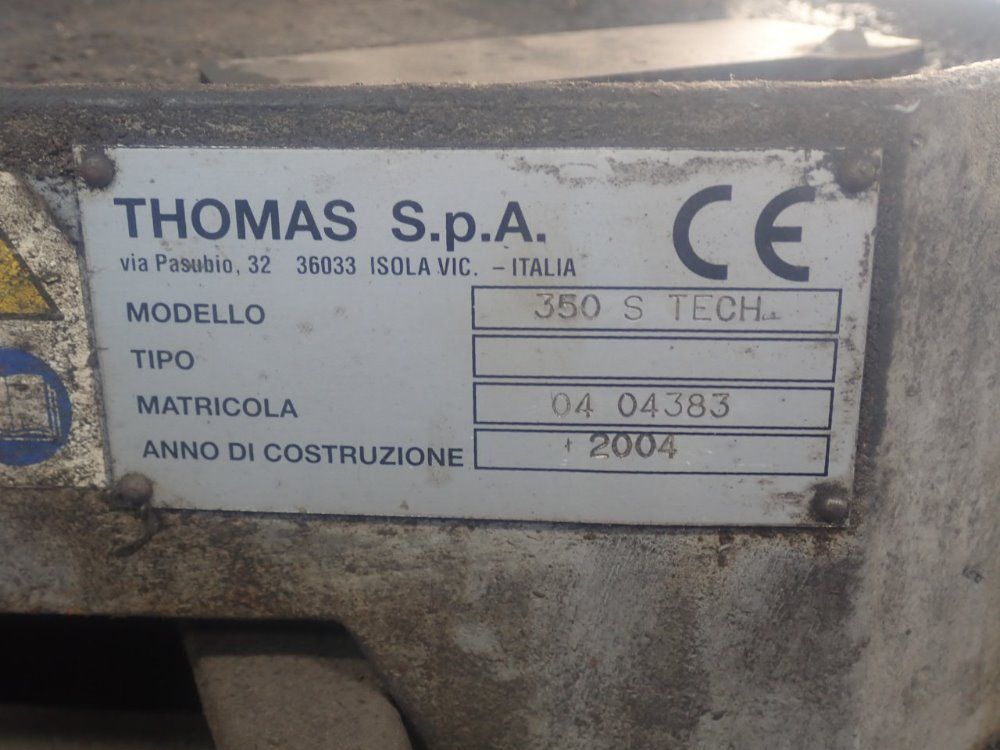 THOMAS S.p.A. CE
via Pasubio, 32 36033 ISOLA VIC. - ITALIA
MODELLO 350 S TECH
TIPO
MATRICOLA 04 04383
ANNO DI COSTRUZIONE 2004